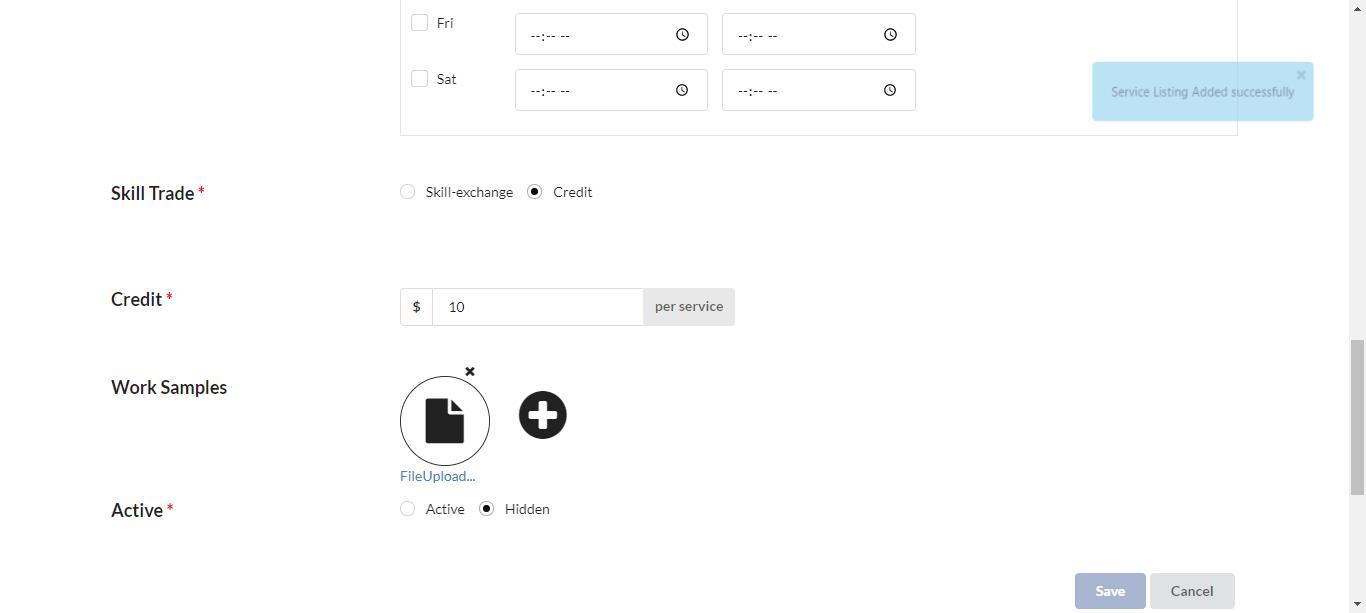 Fri
--:-- --
--:-- --
Sat
--:-- --
--:-- --
Service Listing Added successfully
Skill Trade *
Skill-exchange
Credit
Credit *
$
10
per service
Work Samples
FileUpload...
Active *
Active
Hidden
Save
Cancel